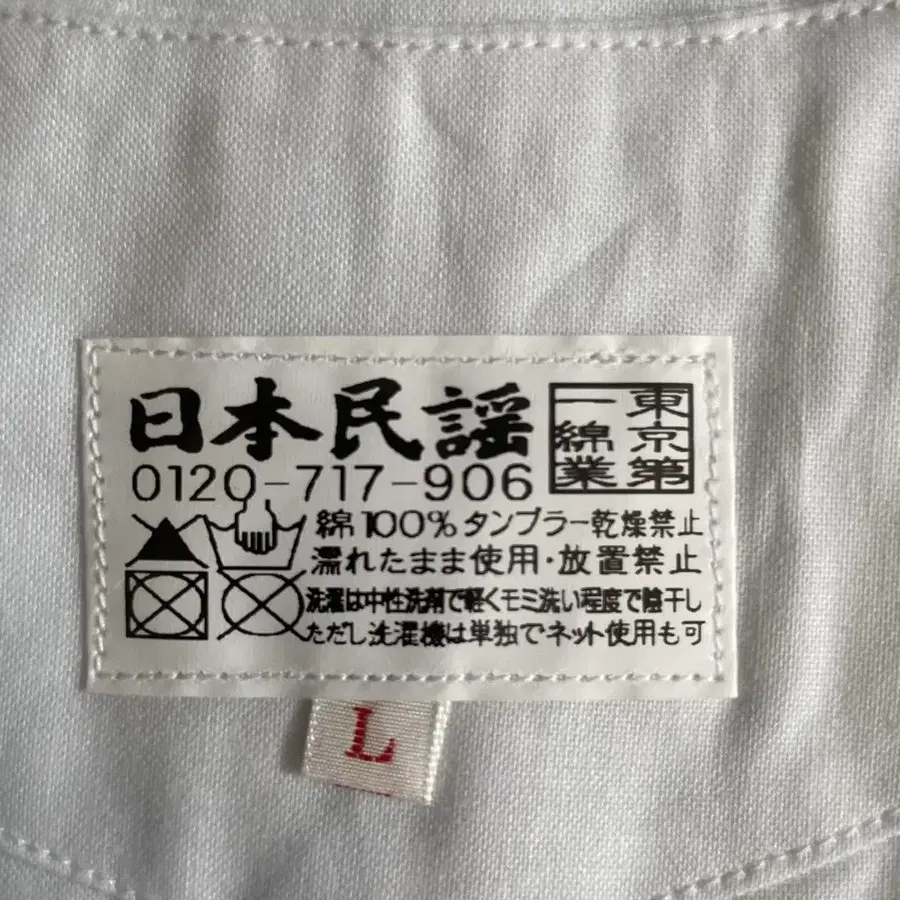 日本民謡
東京第一綿業
0120-717-906
綿100%タンブラー乾燥禁止
濡れたまま使用・放置禁止
洗濯は中性洗剤で軽くモミ洗い程度で陰干し
ただし洗濯機は単独でネット使用も可
L